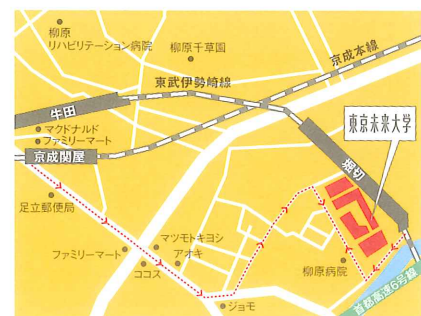 柳原
リハビリテーション病院
柳原千草園
京成本線
東武伊勢崎線
牛田
東京未来大学
マクドナルド
ファミリーマート
京成関屋
堀切
足立郵便局
マツモトキヨシ
ファミリーマート
アオキ
ココス
柳原病院
ジョモ
首都高速6号線